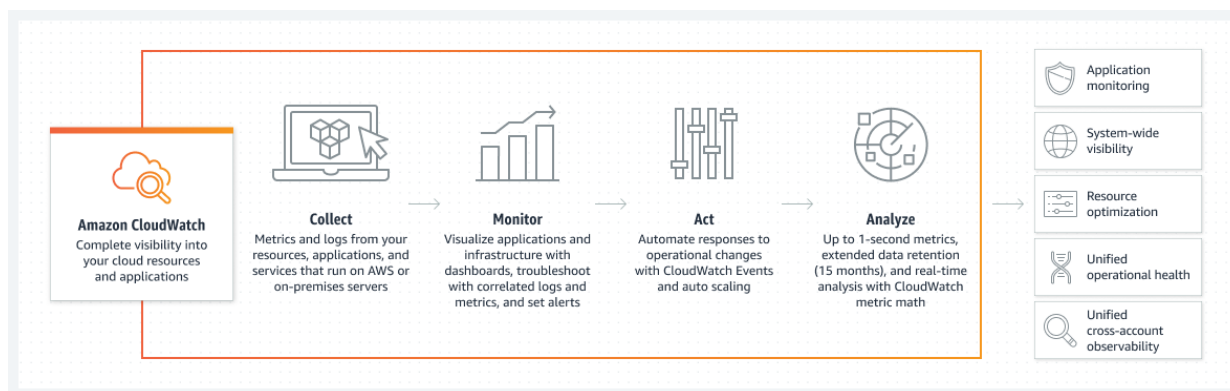 Amazon CloudWatch
Complete visibility into
your cloud resources
and applications
Collect
Metrics and logs from your
resources, applications, and
services that run on AWS or
on-premises servers
Monitor
Visualize applications and
infrastructure with
dashboards, troubleshoot
with correlated logs and
metrics, and set alerts
Act
Automate responses to
operational changes
with CloudWatch Events
and auto scaling
Analyze
Up to 1-second metrics,
extended data retention
(15 months), and real-time
analysis with CloudWatch
metric math
Application
monitoring
System-wide
visibility
Resource
optimization
Unified
operational health
Unified
cross-account
observability